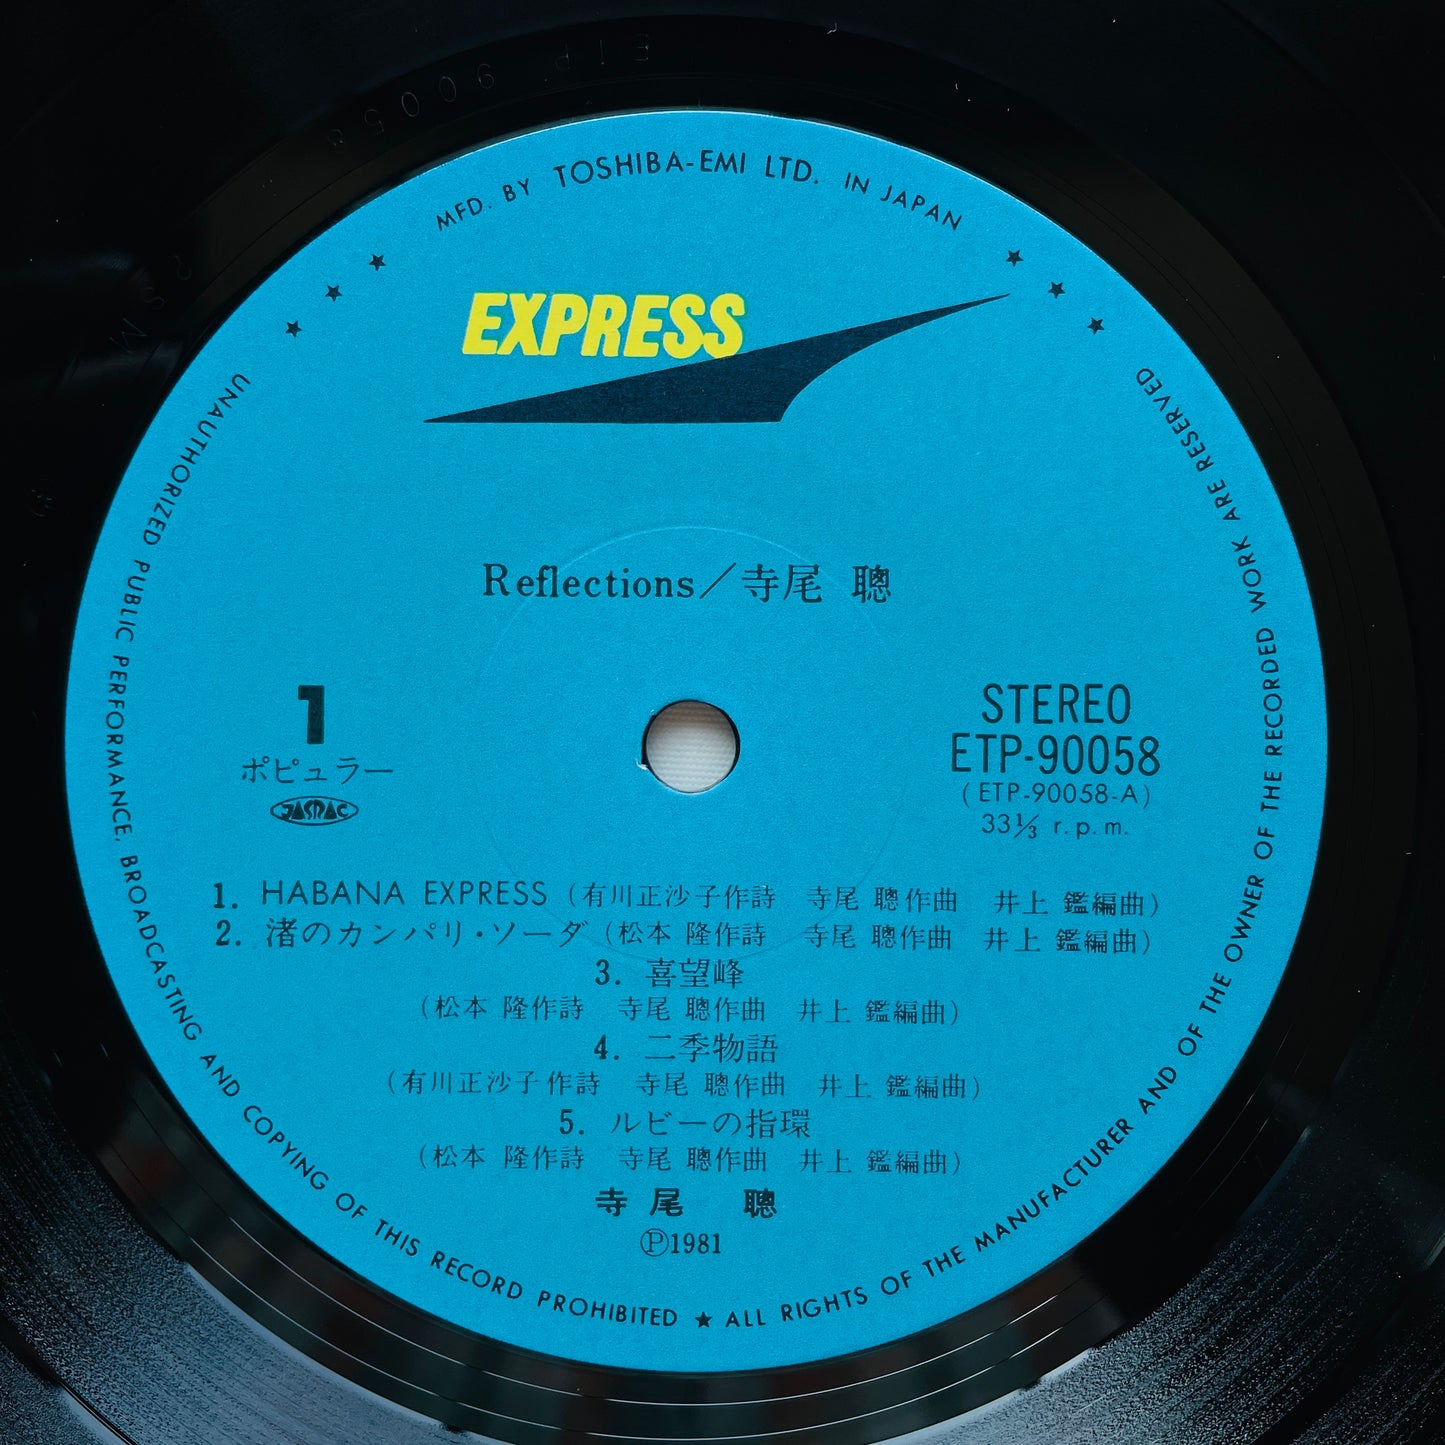 ETP 90058
MFD. BY TOSHIBA-EMI LTD. IN JAPAN
EXPRESS
Reflections／寺尾 聰
1
ポピュラー
JASRAC
STEREO
ETP-90058
(ETP-90058-A)
33⅓ r.p.m.
1. HABANA EXPRESS (有川正沙子作詩 寺尾 聰作曲 井上 鑑編曲)
2. 渚のカンパリ・ソーダ (松本 隆作詩 寺尾 聰作曲 井上 鑑編曲)
3. 喜望峰
(松本 隆作詩 寺尾 聰作曲 井上 鑑編曲)
4. 二季物語
(有川正沙子作詩 寺尾 聰作曲 井上 鑑編曲)
5. ルビーの指環
(松本 隆作詩 寺尾 聰作曲 井上 鑑編曲)
寺尾 聰
Ⓟ1981
UNAUTHORIZED PUBLIC PERFORMANCE, BROADCASTING AND COPYING OF THIS RECORD PROHIBITED ★ ALL RIGHTS OF THE MANUFACTURER AND OF THE OWNER OF THE RECORDED WORK ARE RESERVED